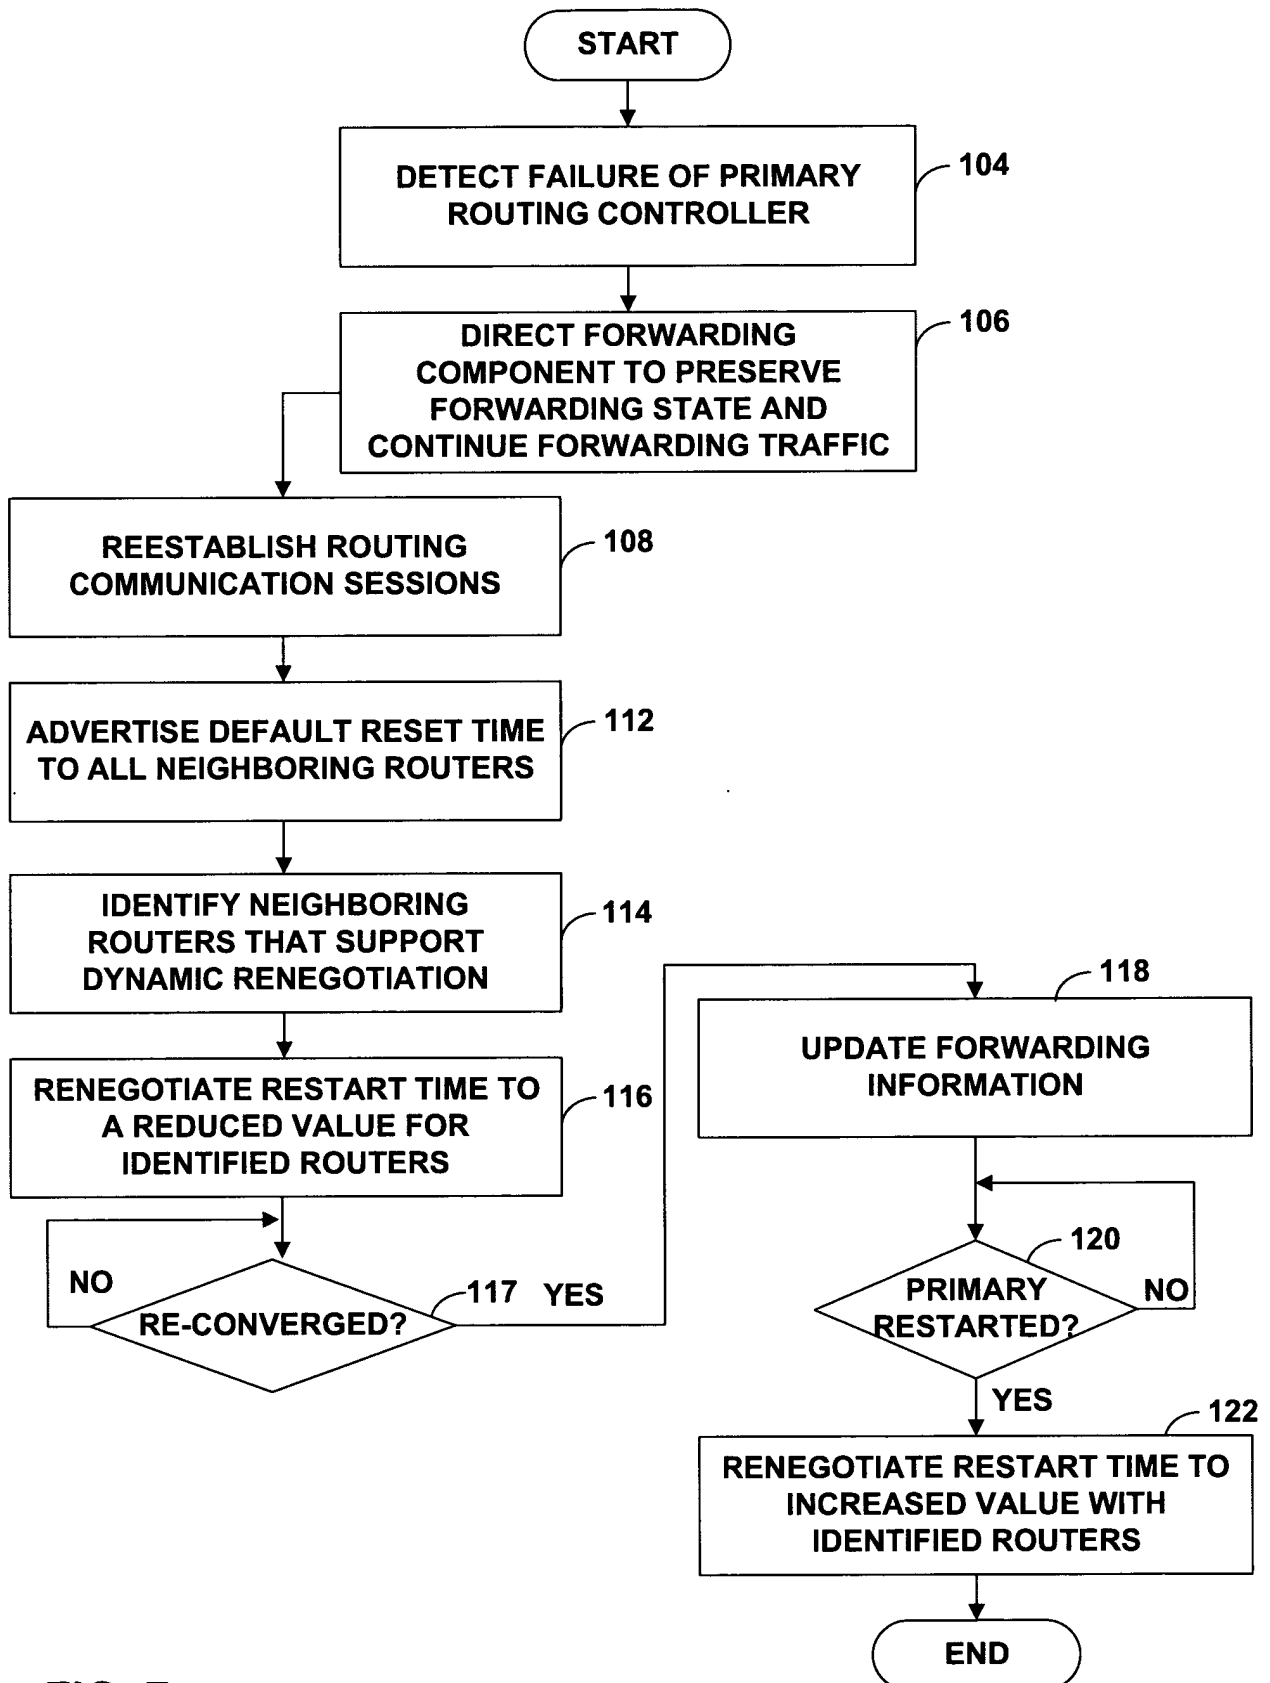 START
DETECT FAILURE OF PRIMARY
ROUTING CONTROLLER
104
DIRECT FORWARDING
COMPONENT TO PRESERVE
FORWARDING STATE AND
CONTINUE FORWARDING TRAFFIC
106
REESTABLISH ROUTING
COMMUNICATION SESSIONS
108
ADVERTISE DEFAULT RESET TIME
TO ALL NEIGHBORING ROUTERS
112
IDENTIFY NEIGHBORING
ROUTERS THAT SUPPORT
DYNAMIC RENEGOTIATION
114
RENEGOTIATE RESTART TIME TO
A REDUCED VALUE FOR
IDENTIFIED ROUTERS
116
NO
RE-CONVERGED?
117
YES
118
UPDATE FORWARDING
INFORMATION
120
PRIMARY
RESTARTED?
NO
YES
122
RENEGOTIATE RESTART TIME TO
INCREASED VALUE WITH
IDENTIFIED ROUTERS
END